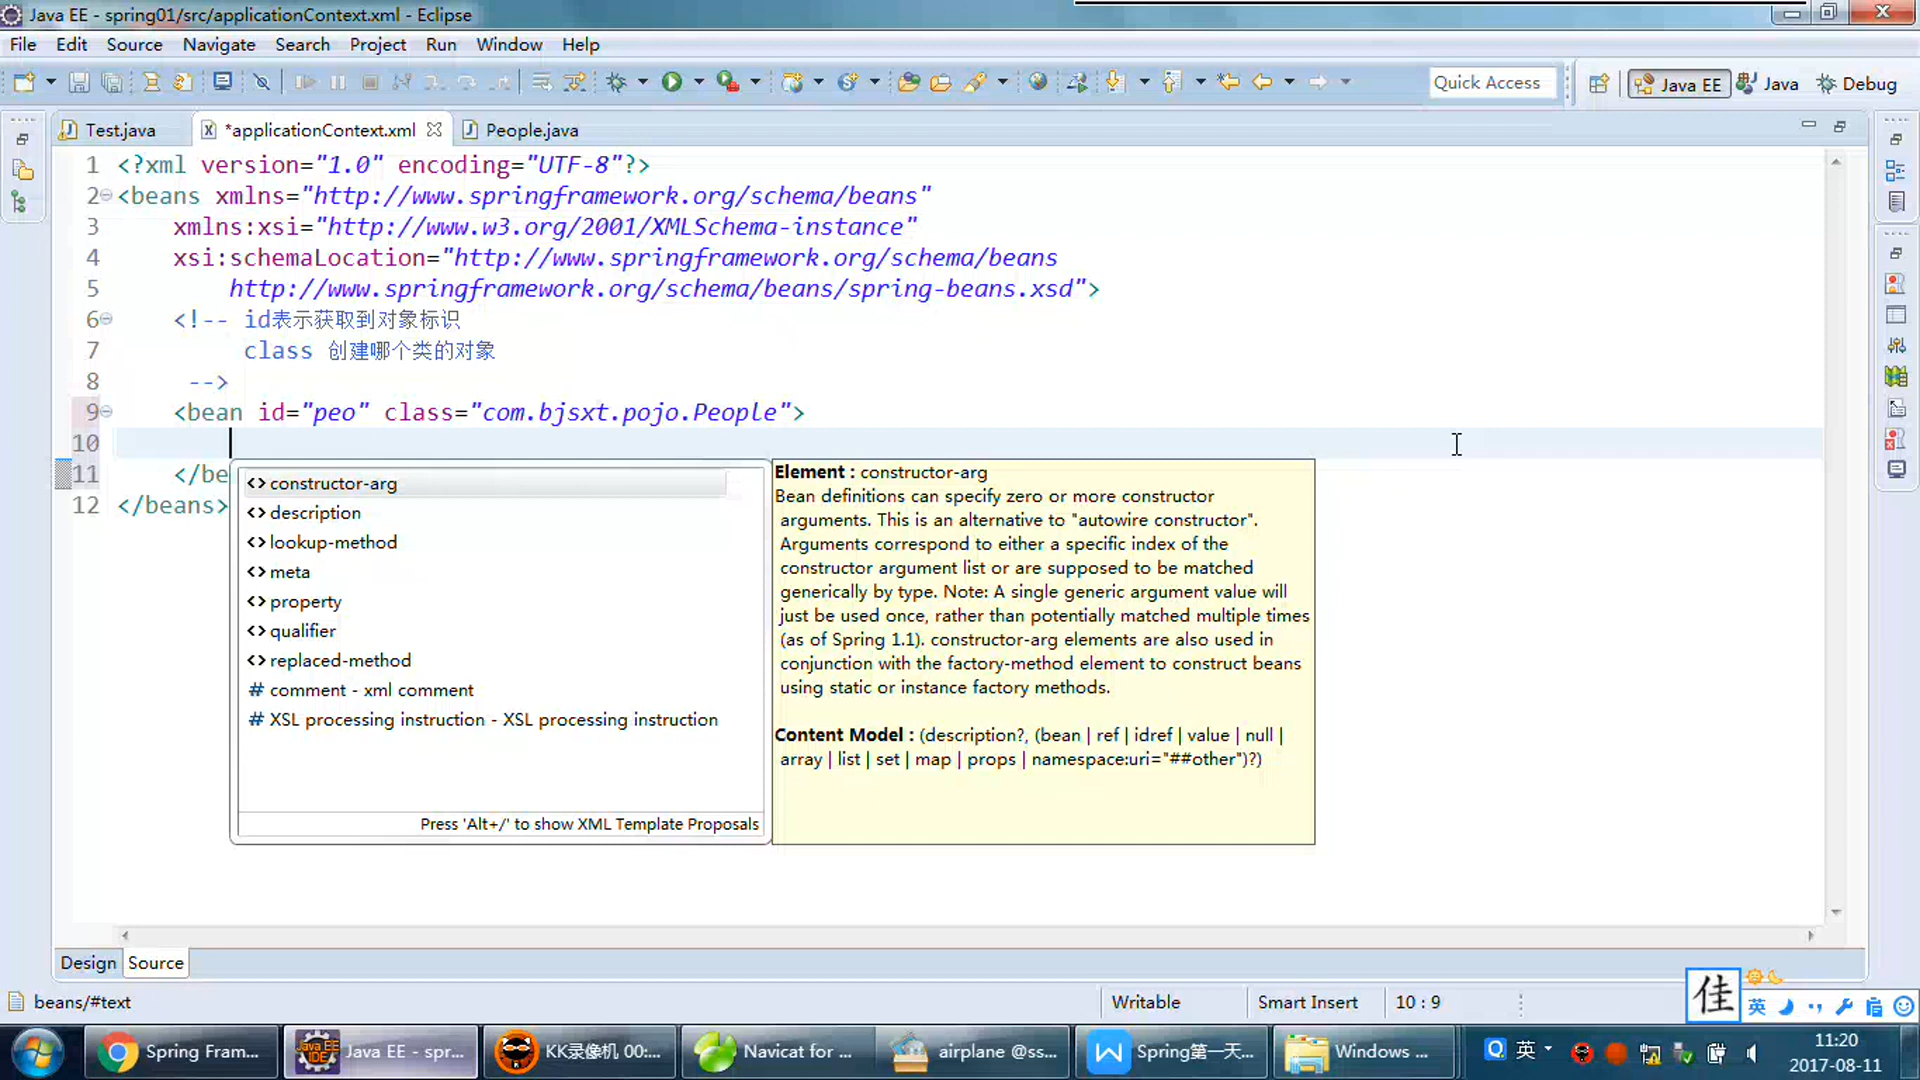 Java EE - spring01/src/applicationContext.xml - Eclipse
File Edit Source Navigate Search Project Run Window Help
Quick Access
Java EE Java Debug
Test.java *applicationContext.xml People.java
1 <?xml version="1.0" encoding="UTF-8"?>
2 <beans xmlns="http://www.springframework.org/schema/beans"
3 xmlns:xsi="http://www.w3.org/2001/XMLSchema-instance"
4 xsi:schemaLocation="http://www.springframework.org/schema/beans
5 http://www.springframework.org/schema/beans/spring-beans.xsd">
6 <!-- id表示获取到对象标识
7 class 创建哪个类的对象
8 -->
9 <bean id="peo" class="com.bjsxt.pojo.People">
10
11 </be
12 </beans>
<> constructor-arg
<> description
<> lookup-method
<> meta
<> property
<> qualifier
<> replaced-method
# comment - xml comment
# XSL processing instruction - XSL processing instruction
Press 'Alt+/' to show XML Template Proposals
Element : constructor-arg
Bean definitions can specify zero or more constructor
arguments. This is an alternative to "autowire constructor".
Arguments correspond to either a specific index of the
constructor argument list or are supposed to be matched
generically by type. Note: A single generic argument value will
just be used once, rather than potentially matched multiple times
(as of Spring 1.1). constructor-arg elements are also used in
conjunction with the factory-method element to construct beans
using static or instance factory methods.
Content Model : (description?, (bean | ref | idref | value | null |
array | list | set | map | props | namespace:uri="##other")?)
Design Source
beans/#text
Writable Smart Insert 10 : 9
佳 英
Spring Fram... Java EE - spr... KK录像机 00:... Navicat for ... airplane @ss... Spring第一天... Windows ...
英
11:20
2017-08-11